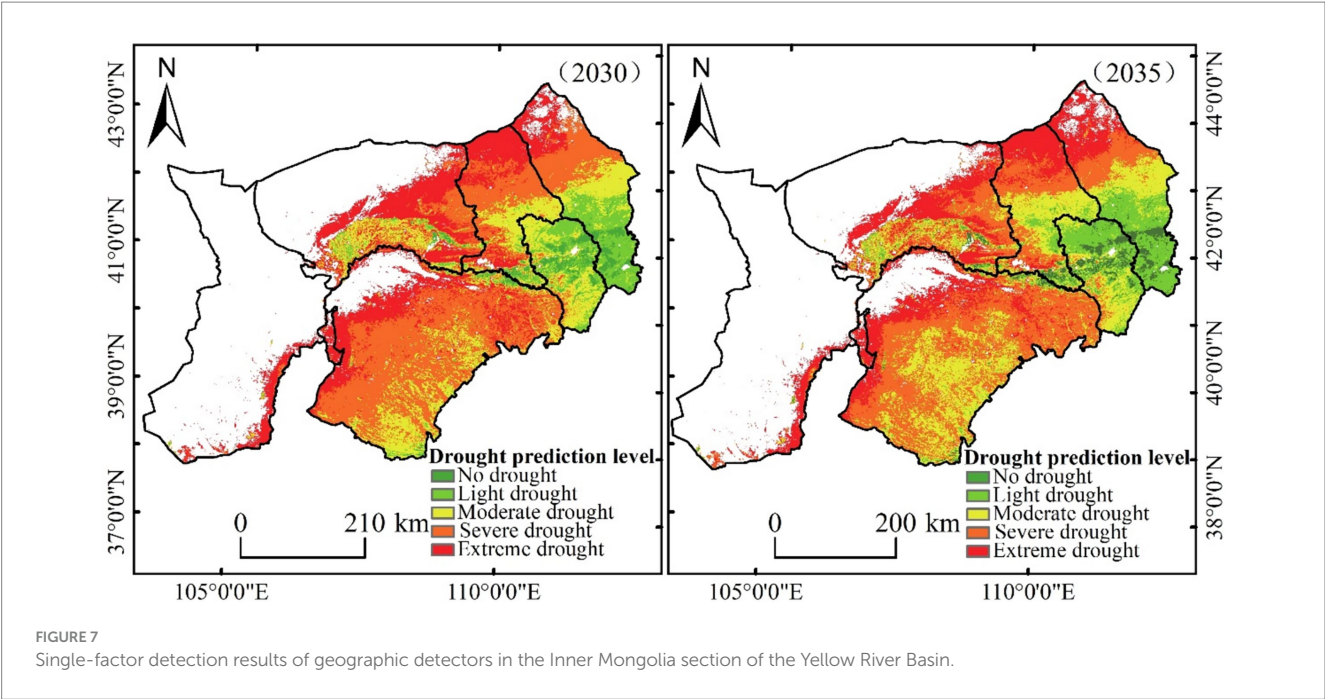 N
(2030)
43°0'0"N
41°0'0"N
39°0'0"N
37°0'0"N
Drought prediction level
No drought
Light drought
Moderate drought
Severe drought
Extreme drought
0 210 km
105°0'0"E 110°0'0"E
N
(2035)
44°0'0"N
42°0'0"N
40°0'0"N
38°0'0"N
Drought prediction level
No drought
Light drought
Moderate drought
Severe drought
Extreme drought
0 200 km
105°0'0"E 110°0'0"E
FIGURE 7
Single-factor detection results of geographic detectors in the Inner Mongolia section of the Yellow River Basin.